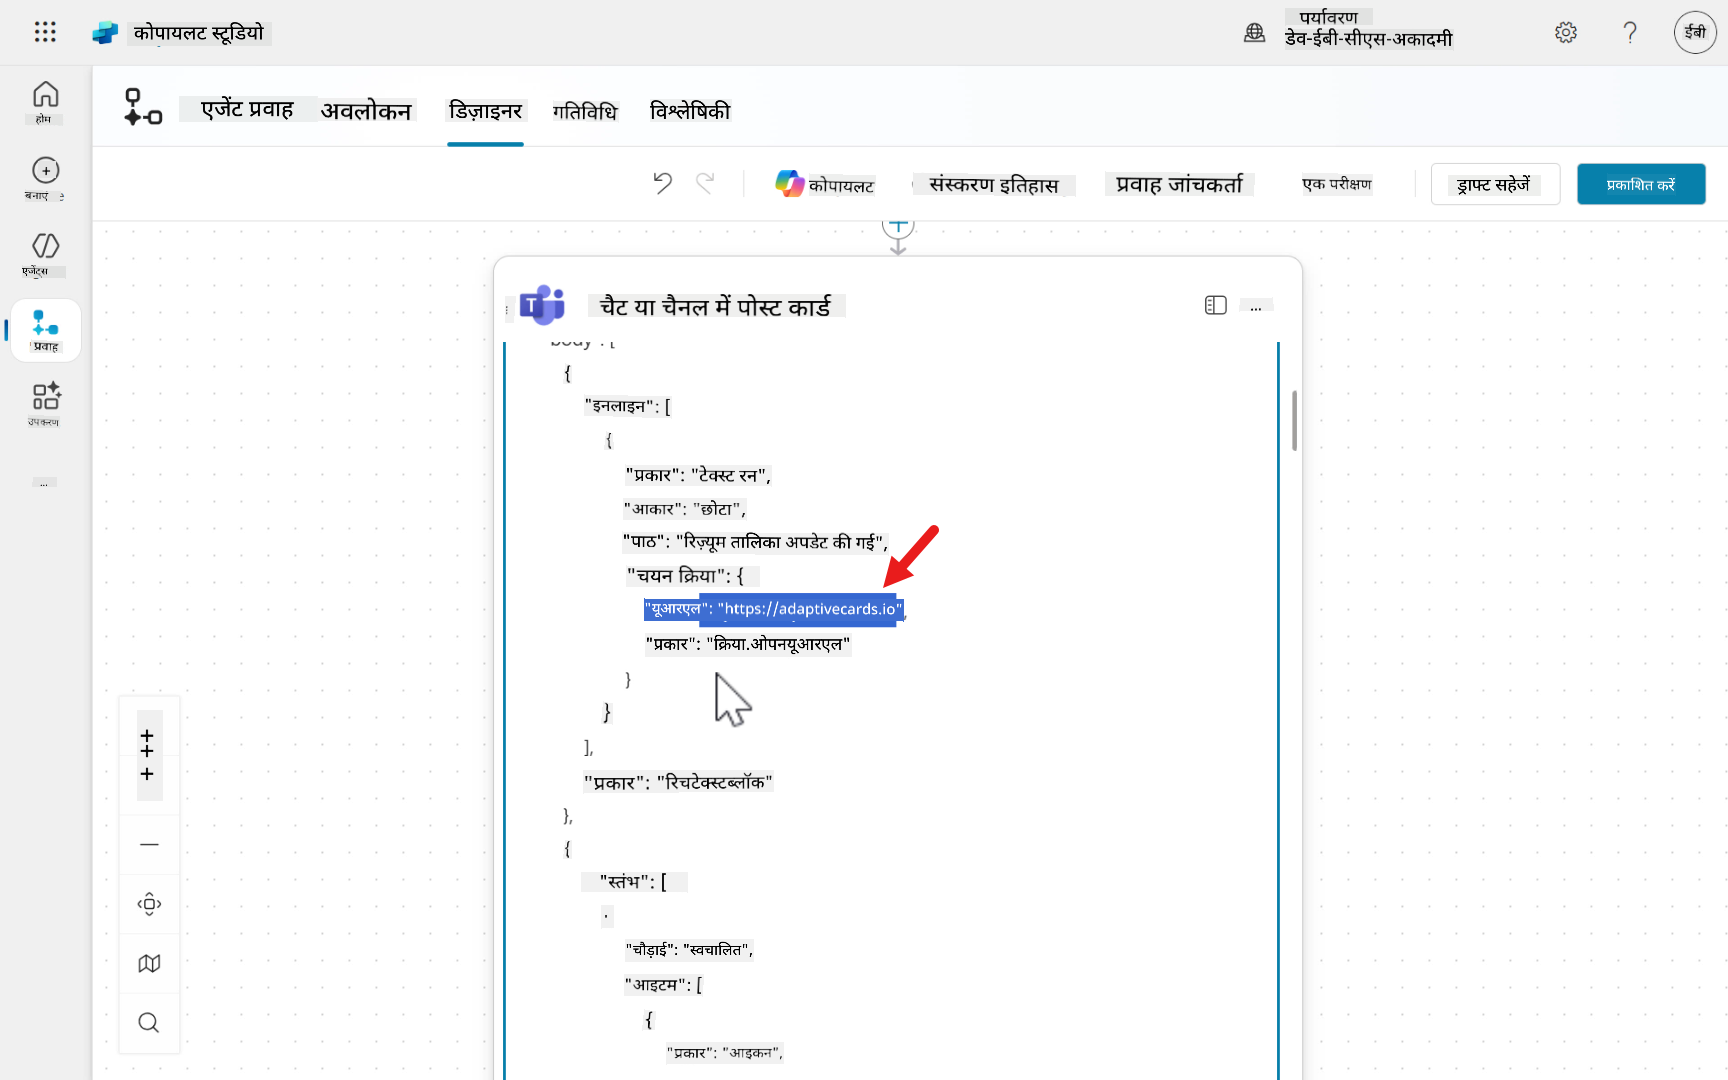 कोपायलट स्टूडियो
पर्यावरण
डेव-ईबी-सीएस-अकादमी
?
ईबी
होम
बनाएं
एजेंट्स
प्रवाह
उपकरण
...
एजेंट प्रवाह अवलोकन डिज़ाइनर गतिविधि विश्लेषिकी
कोपायलट संस्करण इतिहास प्रवाह जांचकर्ता एक परीक्षण ड्राफ्ट सहेजें प्रकाशित करें
T चैट या चैनल में पोस्ट कार्ड ...
body": [
{
"इनलाइन": [
{
"प्रकार": "टेक्स्ट रन",
"आकार": "छोटा",
"पाठ": "रिज़्यूम तालिका अपडेट की गई",
"चयन क्रिया": {
"यूआरएल": "https://adaptivecards.io",
"प्रकार": "क्रिया.ओपनयूआरएल"
}
}
],
"प्रकार": "रिचटेक्स्टब्लॉक"
},
{
"स्तंभ": [
"चौड़ाई": "स्वचालित",
"आइटम": [
{
"प्रकार": "आइकन",